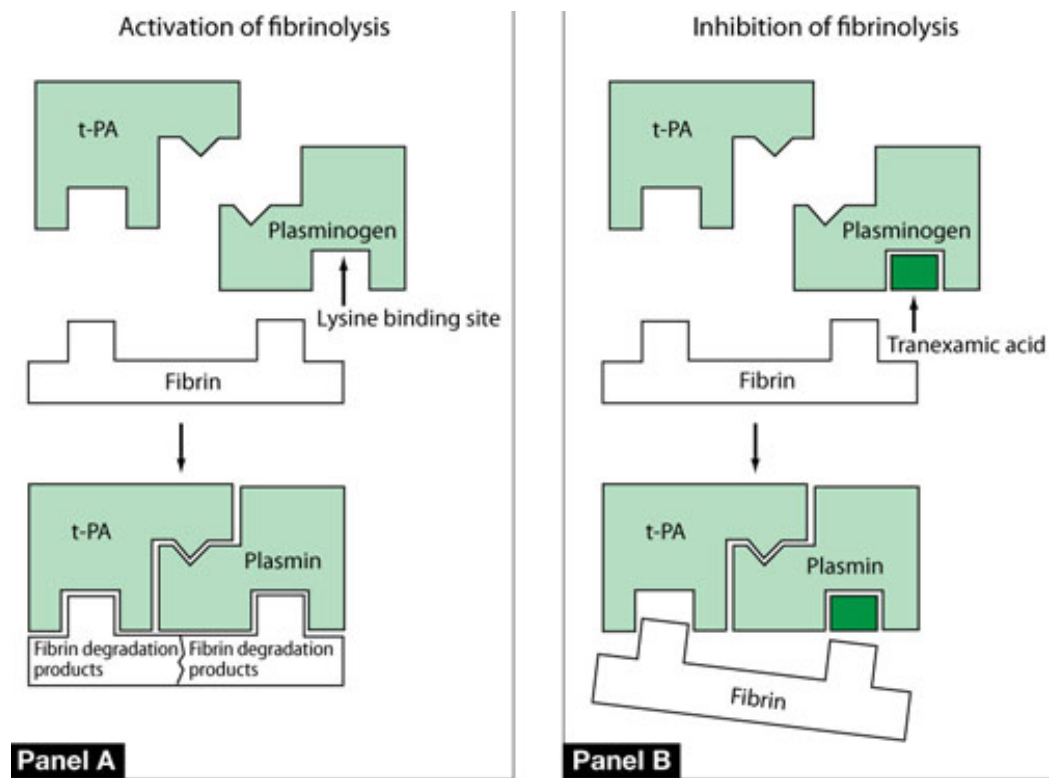 Activation of fibrinolysis
t-PA
Plasminogen
Lysine binding site
Fibrin
t-PA
Plasmin
Fibrin degradation
products
Fibrin degradation
products
Panel A
Inhibition of fibrinolysis
t-PA
Plasminogen
Tranexamic acid
Fibrin
t-PA
Plasmin
Fibrin
Panel B